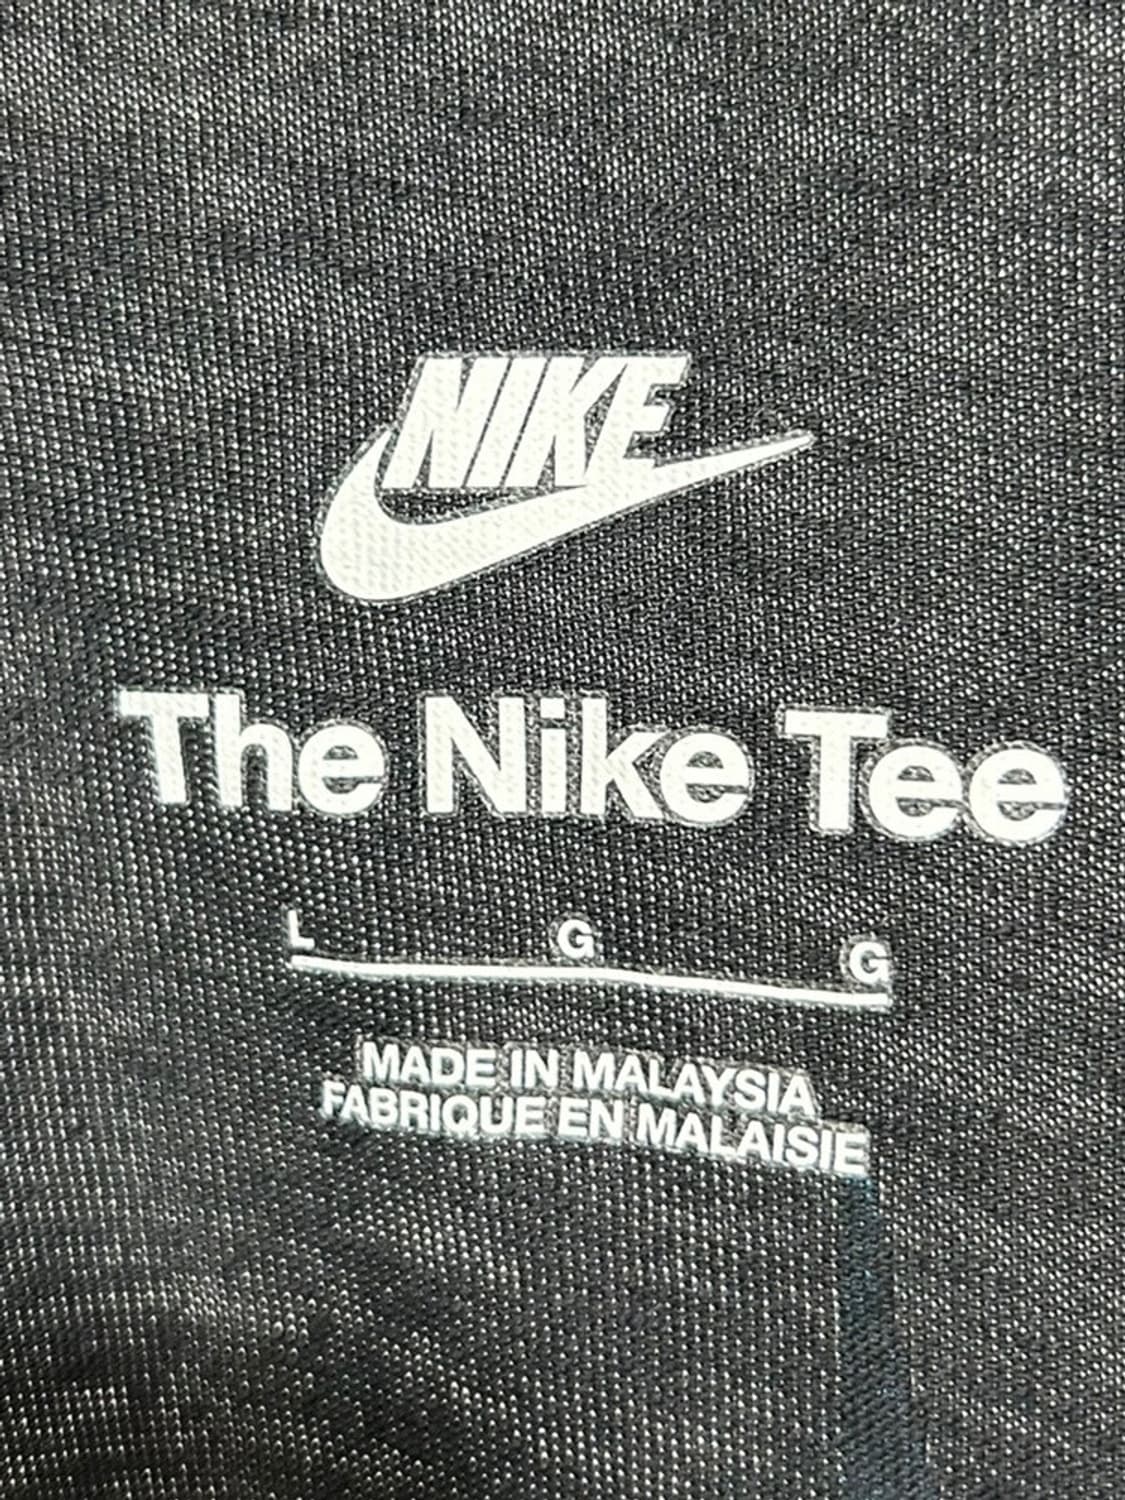 NIKE
The Nike Tee
L G G
MADE IN MALAYSIA
FABRIQUE EN MALAISIE